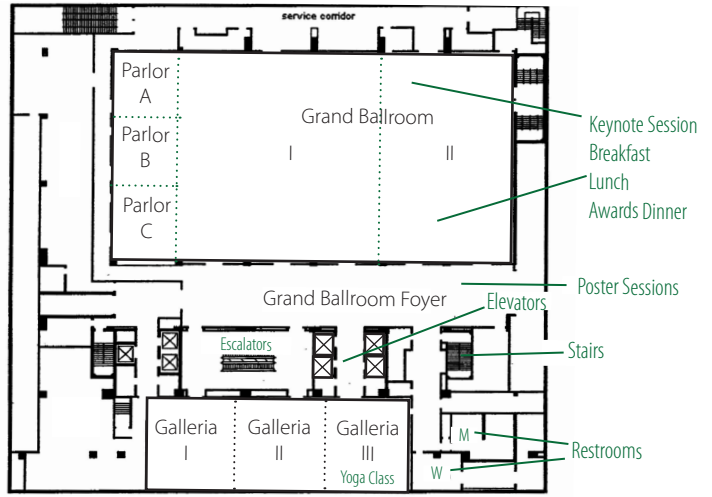 service corridor
Parlor
A
Grand Ballroom
Keynote Session
Breakfast
Lunch
Awards Dinner
Parlor
B
I
II
Parlor
C
Grand Ballroom Foyer
Poster Sessions
Elevators
Escalators
Stairs
Galleria
I
Galleria
II
Galleria
III
Yoga Class
M
W
Restrooms